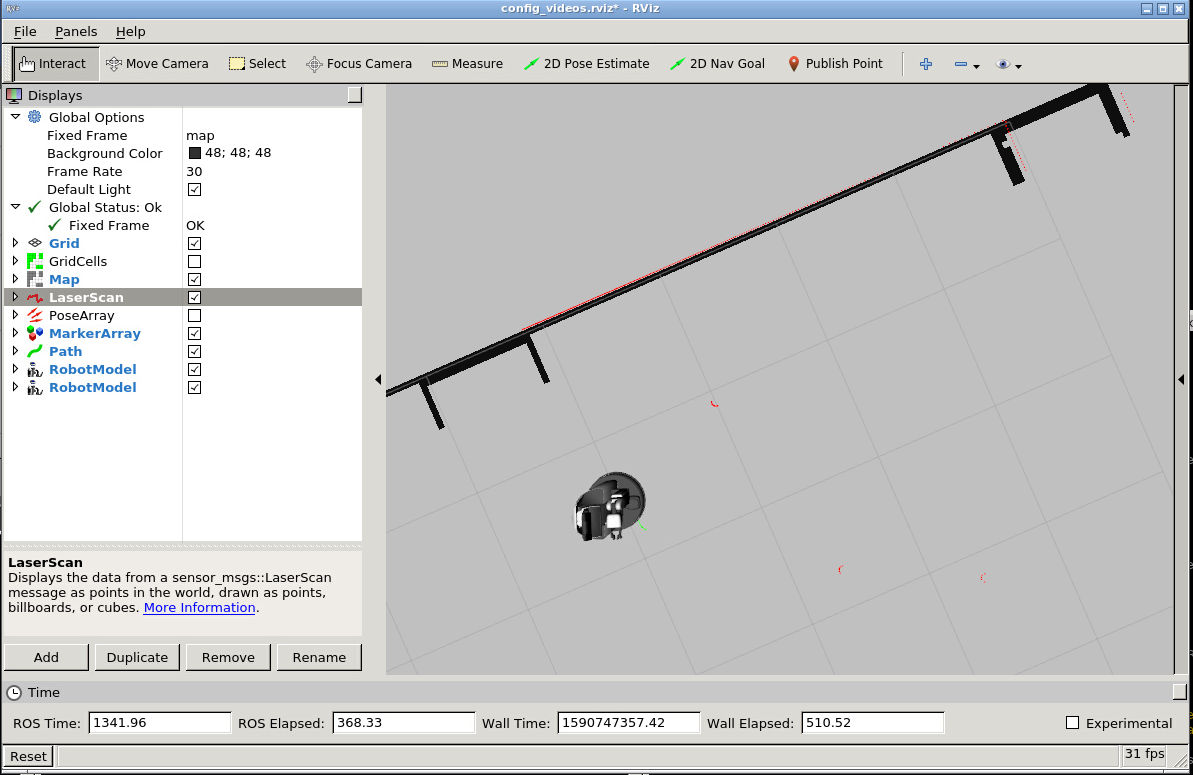 config_videos.rviz* - RViz
File Panels Help
Interact Move Camera Select Focus Camera Measure 2D Pose Estimate 2D Nav Goal Publish Point
Displays
Global Options
Fixed Frame map
Background Color 48; 48; 48
Frame Rate 30
Default Light
Global Status: Ok
Fixed Frame OK
Grid
GridCells
Map
LaserScan
PoseArray
MarkerArray
Path
RobotModel
RobotModel
LaserScan
Displays the data from a sensor_msgs::LaserScan
message as points in the world, drawn as points,
billboards, or cubes. More Information.
Add Duplicate Remove Rename
Time
ROS Time: 1341.96 ROS Elapsed: 368.33 Wall Time: 1590747357.42 Wall Elapsed: 510.52 Experimental
Reset 31 fps